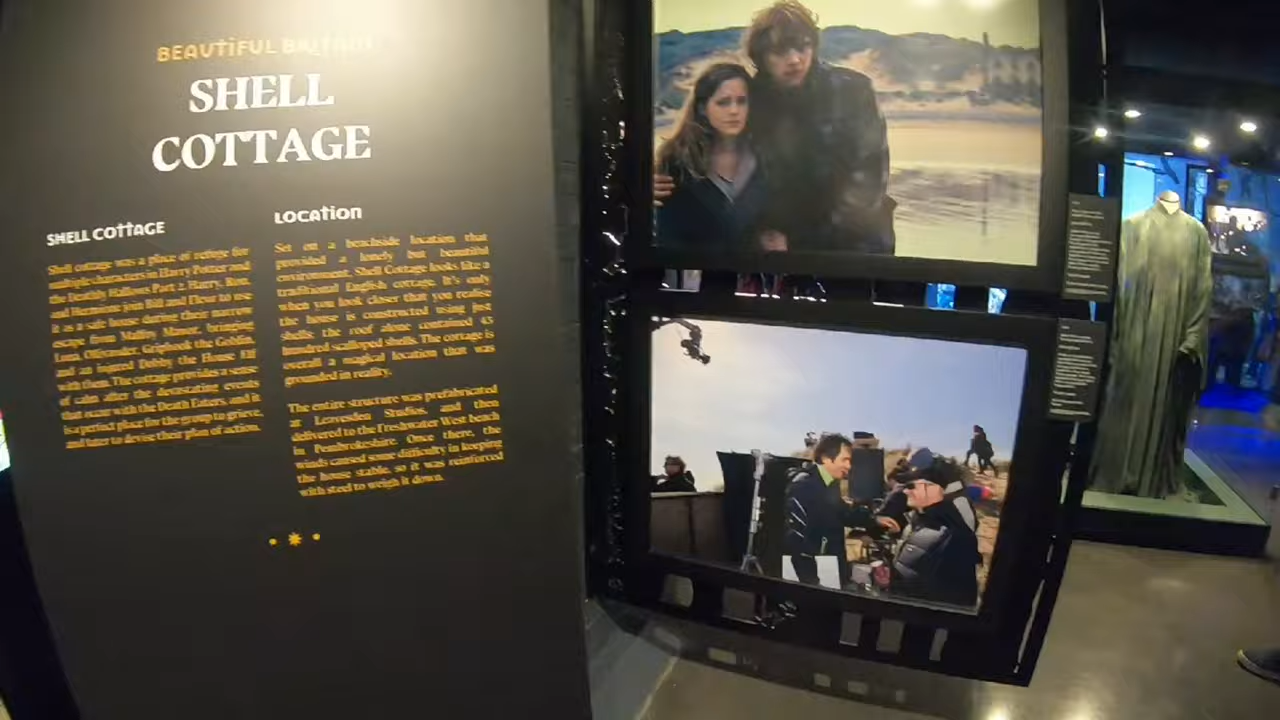 BEAUTIFUL BRITAIN
SHELL
COTTAGE
SHELL COTTAGE
Shell cottage was a place of refuge for
multiple characters in Harry Potter and
the Deathly Hallows Part 2. Harry, Ron,
and Hermione join Bill and Fleur to use
it as a safe house during their narrow
escape from Malfoy Manor, bringing
Luna, Ollivander, Griphook the Goblin,
and an injured Dobby the House Elf
with them. The cottage provides a sense
of calm after the devastating events
that occur with the Death Eaters, and it
is a period place for the group to grieve,
and later to devise their plan of action.
LOCATION
Set on a beachside location that
provided a lonely but beautiful
environment, Shell Cottage looks like a
traditional English cottage. It's only
when you look closer that you realise
the house is constructed using just
shells, the roof alone contained 45
hundred scalloped shells. The cottage is
overall a magical location that was
grounded in reality.
The entire structure was prefabricated
at Leavesden Studios, and then
delivered to the Freshwater West beach
in Pembrokeshire. Once there, the
winds caused some difficulty in keeping
the house stable, so it was reinforced
with steel to weigh it down.